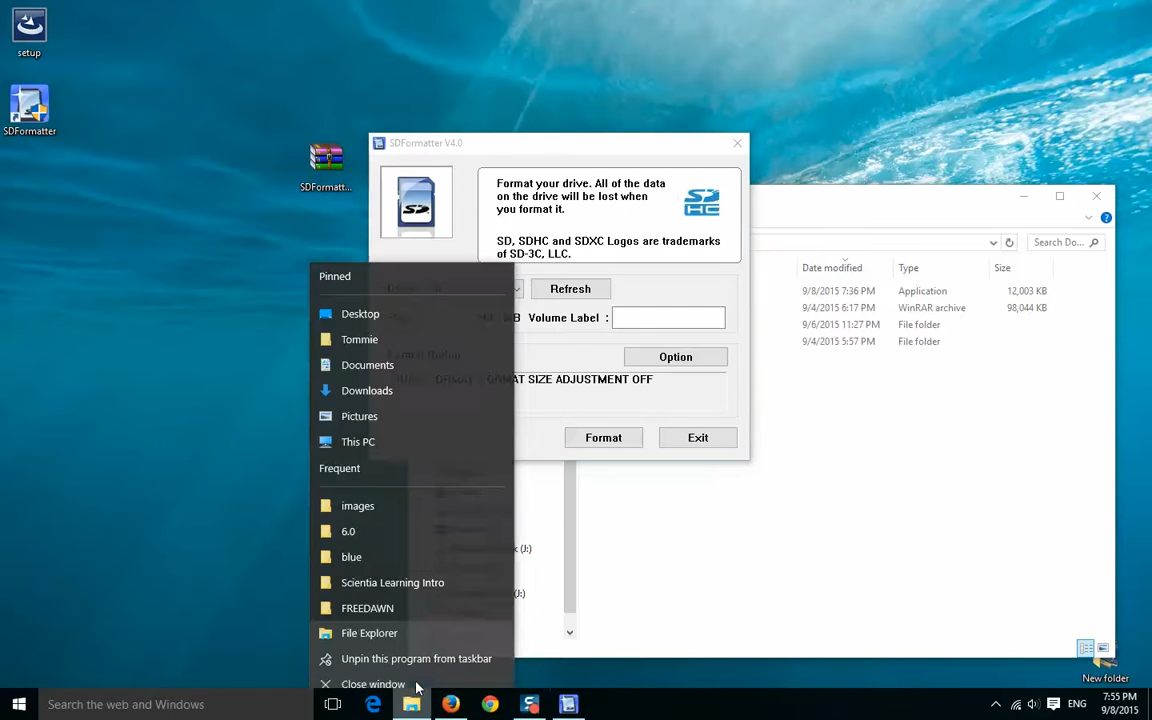 setup
SDFormatter
SDFormatt...
SDFormatter V4.0
Format your drive. All of the data
on the drive will be lost when
you format it.
SD, SDHC and SDXC Logos are trademarks
of SD-3C, LLC.
Refresh
Volume Label :
Option
SIZE ADJUSTMENT OFF
Format
Exit
Search Do...
Date modified Type Size
9/8/2015 7:36 PM Application 12,003 KB
9/4/2015 6:17 PM WinRAR archive 98,044 KB
9/6/2015 11:27 PM File folder
9/4/2015 5:57 PM File folder
(J:)
(J:)
Pinned
Desktop
Tommie
Documents
Downloads
Pictures
This PC
Frequent
images
6.0
blue
Scientia Learning Intro
FREEDAWN
File Explorer
Unpin this program from taskbar
Close window
New folder
Search the web and Windows
ENG
7:55 PM
9/8/2015